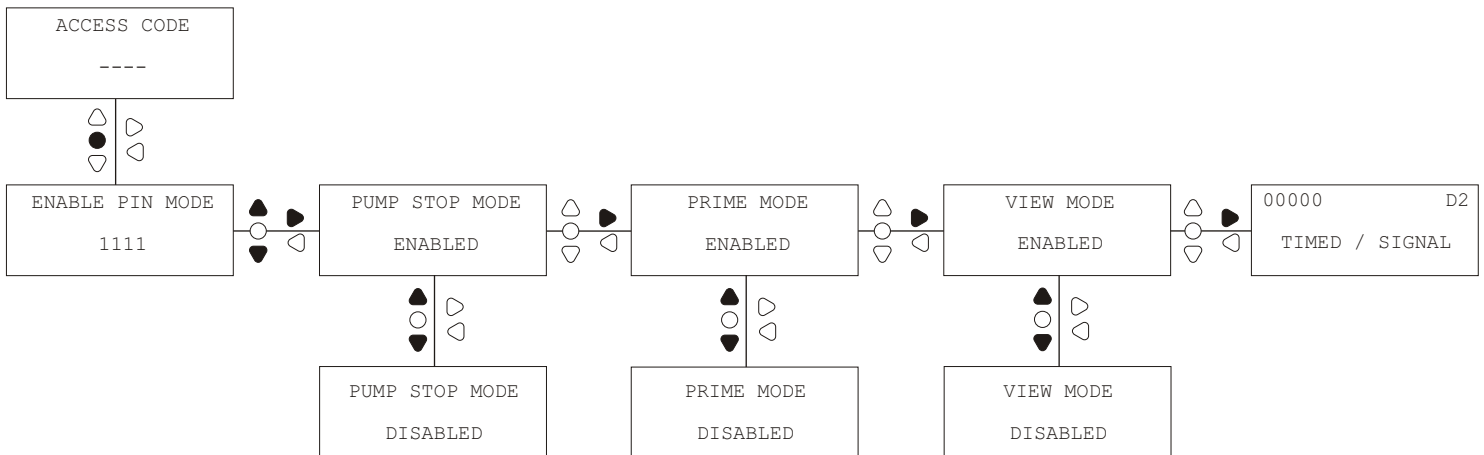 ACCESS CODE
----
ENABLE PIN MODE
1111
PUMP STOP MODE
ENABLED
PRIME MODE
ENABLED
VIEW MODE
ENABLED
00000 D2
TIMED / SIGNAL
PUMP STOP MODE
DISABLED
PRIME MODE
DISABLED
VIEW MODE
DISABLED